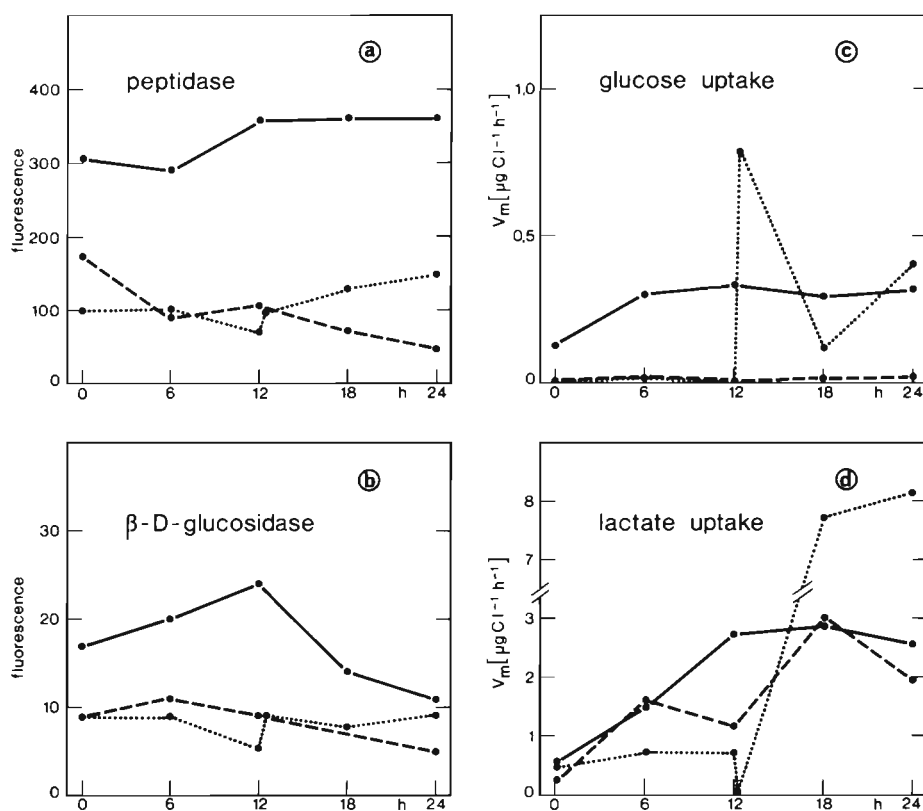 ⓐ
peptidase
fluorescence
400
300
200
100
0
0 6 12 18 h 24
ⓒ
glucose uptake
Vm[µg C l⁻¹ h⁻¹]
1,0
0,5
0
0 6 12 18 h 24
ⓑ
β-D-glucosidase
fluorescence
30
20
10
0
0 6 12 18 h 24
ⓓ
lactate uptake
Vm[µg C l⁻¹ h⁻¹]
8
7
3
2
1
0
0 6 12 18 h 24